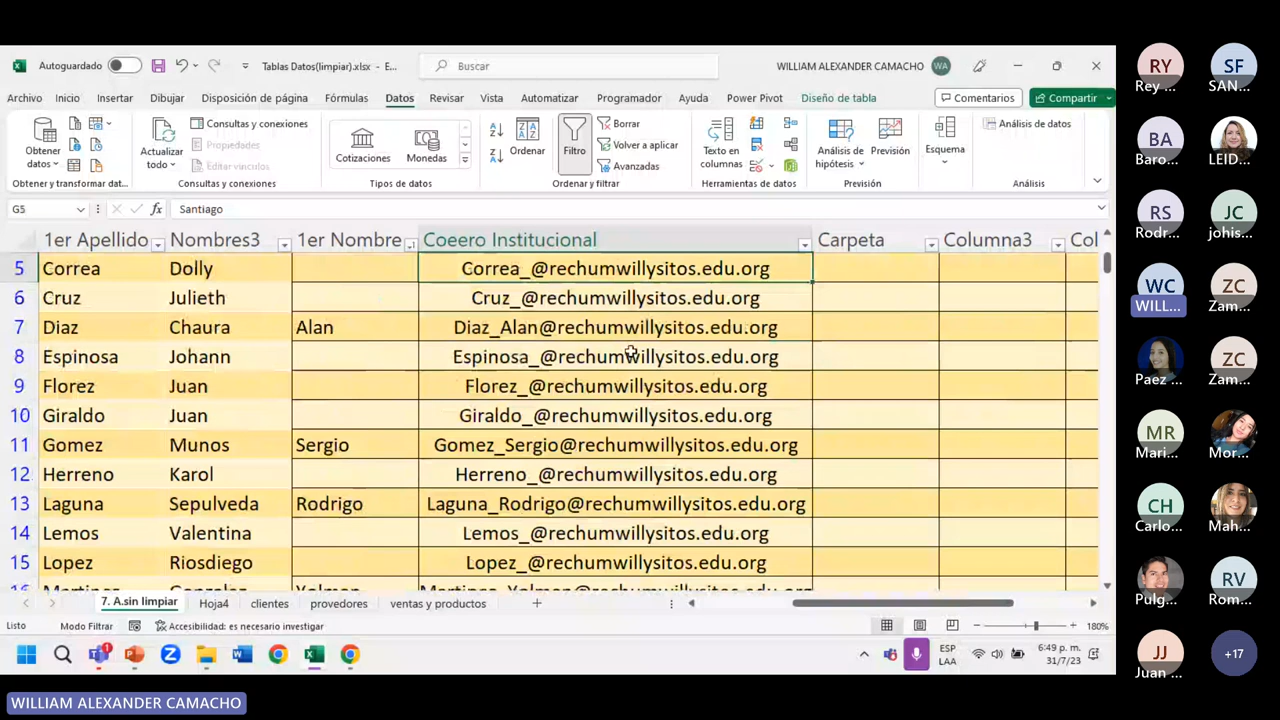 Autoguardado
Tablas Datos(limpiar).xlsx - E...
Buscar
WILLIAM ALEXANDER CAMACHO
WA
Archivo Inicio Insertar Dibujar Disposición de página Fórmulas Datos Revisar Vista Automatizar Programador Ayuda Power Pivot Diseño de tabla
Comentarios
Compartir
Obtener datos
Obtener y transformar dat...
Actualizar todo
Consultas y conexiones
Propiedades
Editar vínculos
Consultas y conexiones
Cotizaciones
Monedas
Tipos de datos
Ordenar
Filtro
Borrar
Volver a aplicar
Avanzadas
Ordenar y filtrar
Texto en columnas
Herramientas de datos
Análisis de hipótesis
Previsión
Previsión
Esquema
Análisis de datos
Análisis
G5
fx
Santiago
1er Apellido Nombres3 1er Nombre Coeero Institucional Carpeta Columna3 Col
5 Correa Dolly Correa_@rechumwillysitos.edu.org
6 Cruz Julieth Cruz_@rechumwillysitos.edu.org
7 Diaz Chaura Alan Diaz_Alan@rechumwillysitos.edu.org
8 Espinosa Johann Espinosa_@rechumwillysitos.edu.org
9 Florez Juan Florez_@rechumwillysitos.edu.org
10 Giraldo Juan Giraldo_@rechumwillysitos.edu.org
11 Gomez Munos Sergio Gomez_Sergio@rechumwillysitos.edu.org
12 Herreno Karol Herreno_@rechumwillysitos.edu.org
13 Laguna Sepulveda Rodrigo Laguna_Rodrigo@rechumwillysitos.edu.org
14 Lemos Valentina Lemos_@rechumwillysitos.edu.org
15 Lopez Riosdiego Lopez_@rechumwillysitos.edu.org
7. A.sin limpiar Hoja4 clientes provedores ventas y productos
Listo Modo Filtrar Accesibilidad: es necesario investigar 180%
ESP LAA
6:49 p. m.
31/7/23
WILLIAM ALEXANDER CAMACHO
RY SF
Rey ... SAN...
BA
Baro... LEID...
RS JC
Rodr... johis...
WC ZC
WILL... Zam...
ZC
Paez ... Zam...
MR
Mari... Mor...
CH
Carlo... Mah...
RV
Pulg... Rom...
JJ +17
Juan ...